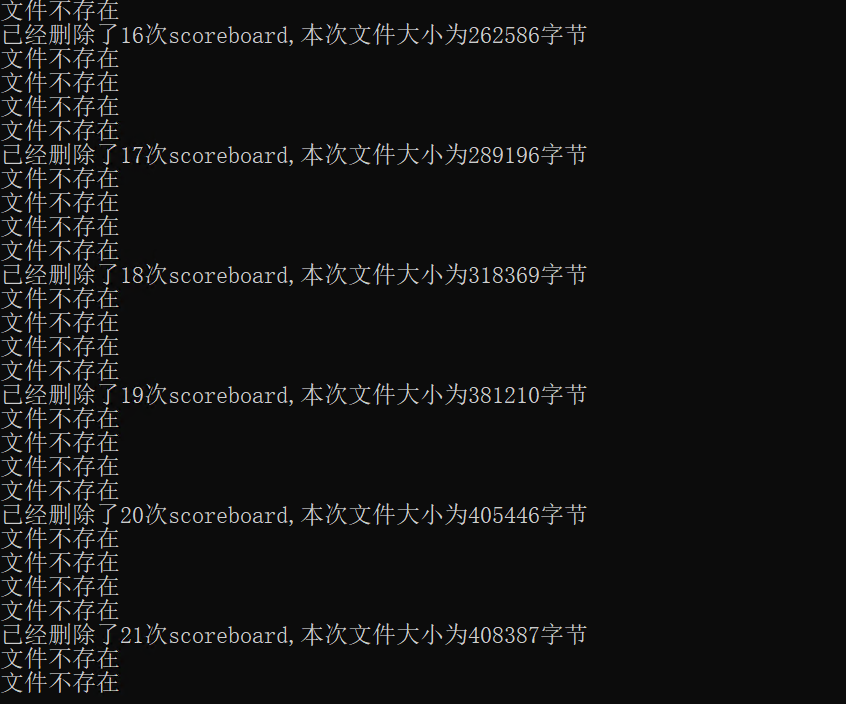 文件不存在
已经删除了16次scoreboard,本次文件大小为262586字节
文件不存在
文件不存在
文件不存在
文件不存在
已经删除了17次scoreboard,本次文件大小为289196字节
文件不存在
文件不存在
文件不存在
文件不存在
已经删除了18次scoreboard,本次文件大小为318369字节
文件不存在
文件不存在
文件不存在
文件不存在
已经删除了19次scoreboard,本次文件大小为381210字节
文件不存在
文件不存在
文件不存在
文件不存在
已经删除了20次scoreboard,本次文件大小为405446字节
文件不存在
文件不存在
文件不存在
文件不存在
已经删除了21次scoreboard,本次文件大小为408387字节
文件不存在
文件不存在